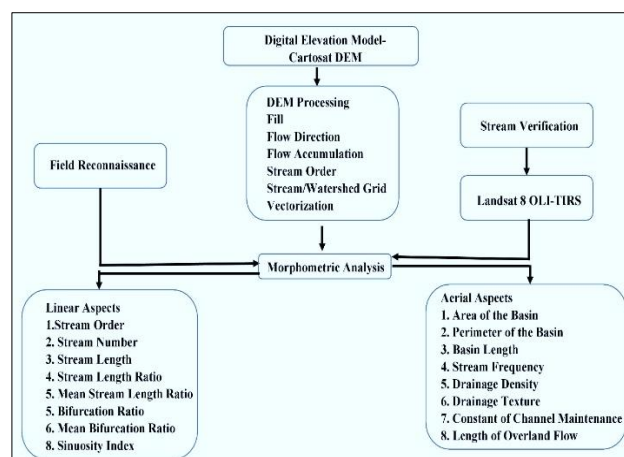 Digital Elevation Model-
Cartosat DEM
DEM Processing
Fill
Flow Direction
Flow Accumulation
Stream Order
Stream/Watershed Grid
Vectorization
Stream Verification
Field Reconnaissance
Landsat 8 OLI-TIRS
Morphometric Analysis
Linear Aspects
1.Stream Order
2. Stream Number
3. Stream Length
4. Stream Length Ratio
5. Mean Stream Length Ratio
5. Bifurcation Ratio
6. Mean Bifurcation Ratio
8. Sinuosity Index
Aerial Aspects
1. Area of the Basin
2. Perimeter of the Basin
3. Basin Length
4. Stream Frequency
5. Drainage Density
6. Drainage Texture
7. Constant of Channel Maintenance
8. Length of Overland Flow